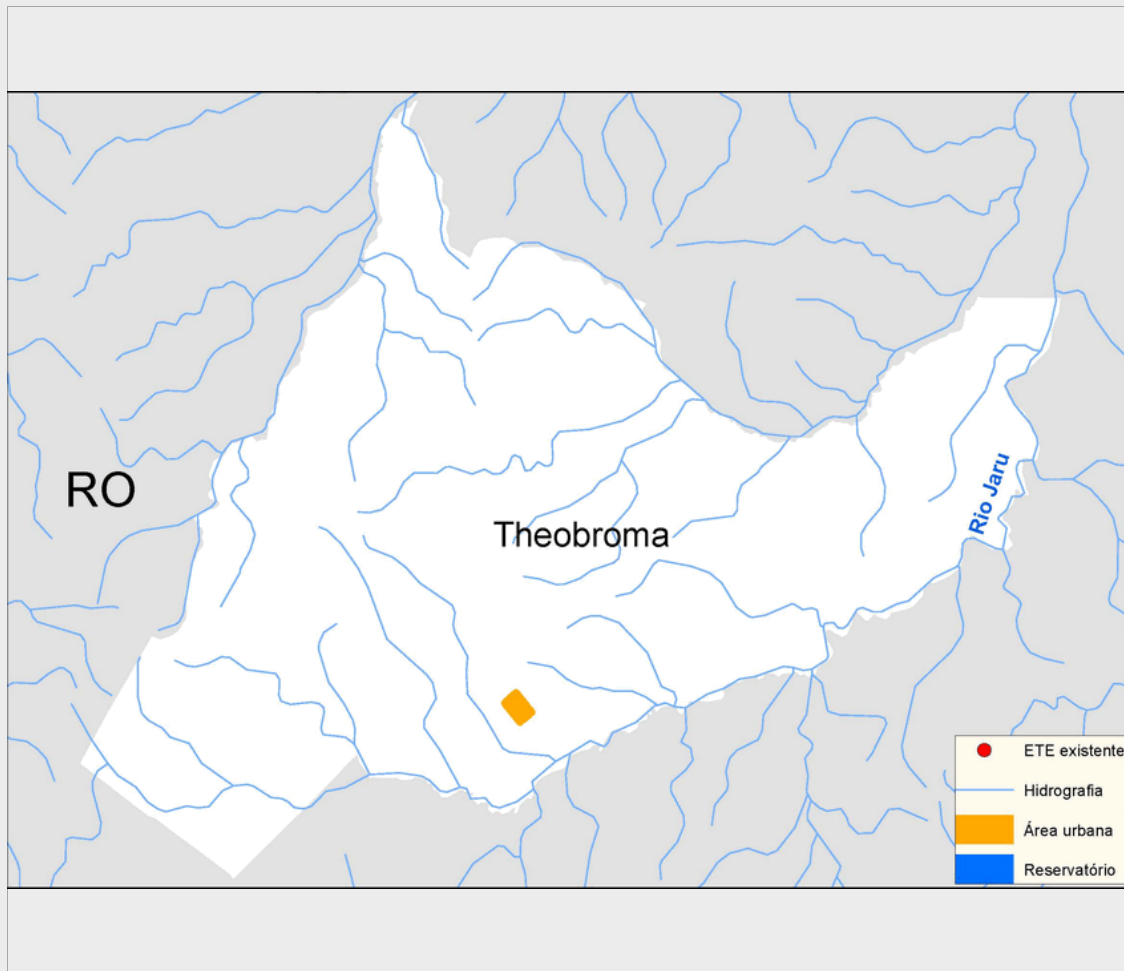 RO
Theobroma
Rio Jaru
ETE existente
Hidrografia
Área urbana
Reservatório